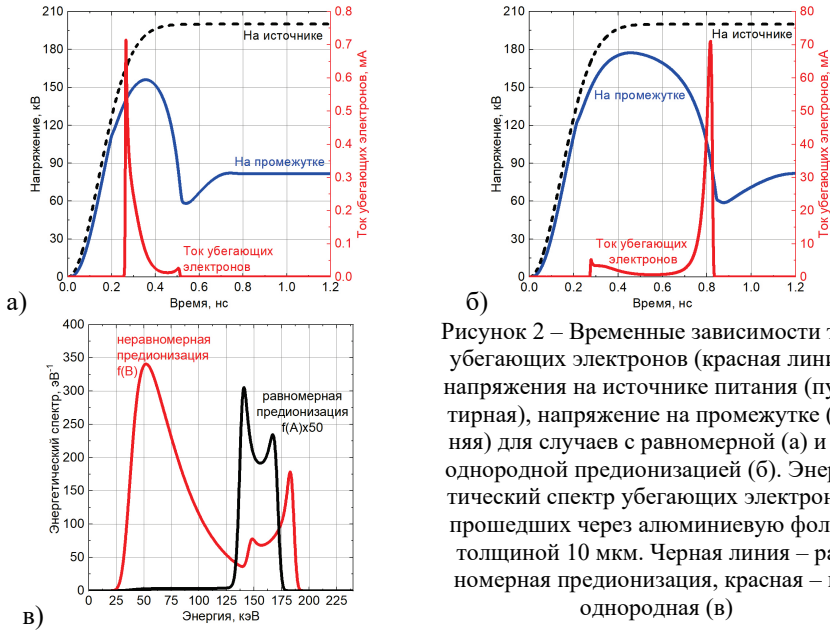 210
180
150
120
90
60
30
0
Напряжение, кВ
На источнике
На промежутке
Ток убегающих
электронов
0.8
0.7
0.6
0.5
0.4
0.3
0.2
0.1
0.0
Ток убегающих электронов, мА
0.0 0.2 0.4 0.6 0.8 1.0 1.2
Время, нс
а)
210
180
150
120
90
60
30
0
Напряжение, кВ
На источнике
На промежутке
Ток убегающих
электронов
80
70
60
50
40
30
20
10
0
Ток убегающих электронов, мА
0.0 0.2 0.4 0.6 0.8 1.0 1.2
Время, нс
б)
400
350
300
250
200
150
100
50
0
Энергетический спектр, эВ⁻¹
неравномерная
предионизация
f(B)
равномерная
предионизация
f(A)x50
0 25 50 75 100 125 150 175 200 225
Энергия, кэВ
в)
Рисунок 2 – Временные зависимости
убегающих электронов (красная
напряжения на источнике питания
тирная), напряжение на промежутке
няя) для случаев с равномерной (а) и
однородной предионизацией (б).
тический спектр убегающих
прошедших через алюминиевую
толщиной 10 мкм. Черная линия –
номерная предионизация, красная –
однородная (в)